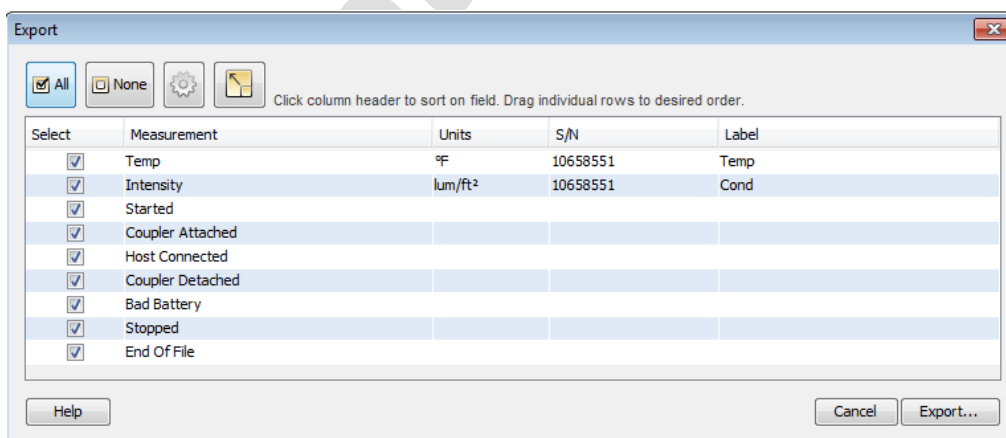 Export
All None Click column header to sort on field. Drag individual rows to desired order.
Select Measurement Units S/N Label
Temp °F 10658551 Temp
Intensity lum/ft² 10658551 Cond
Started
Coupler Attached
Host Connected
Coupler Detached
Bad Battery
Stopped
End Of File
Help Cancel Export...